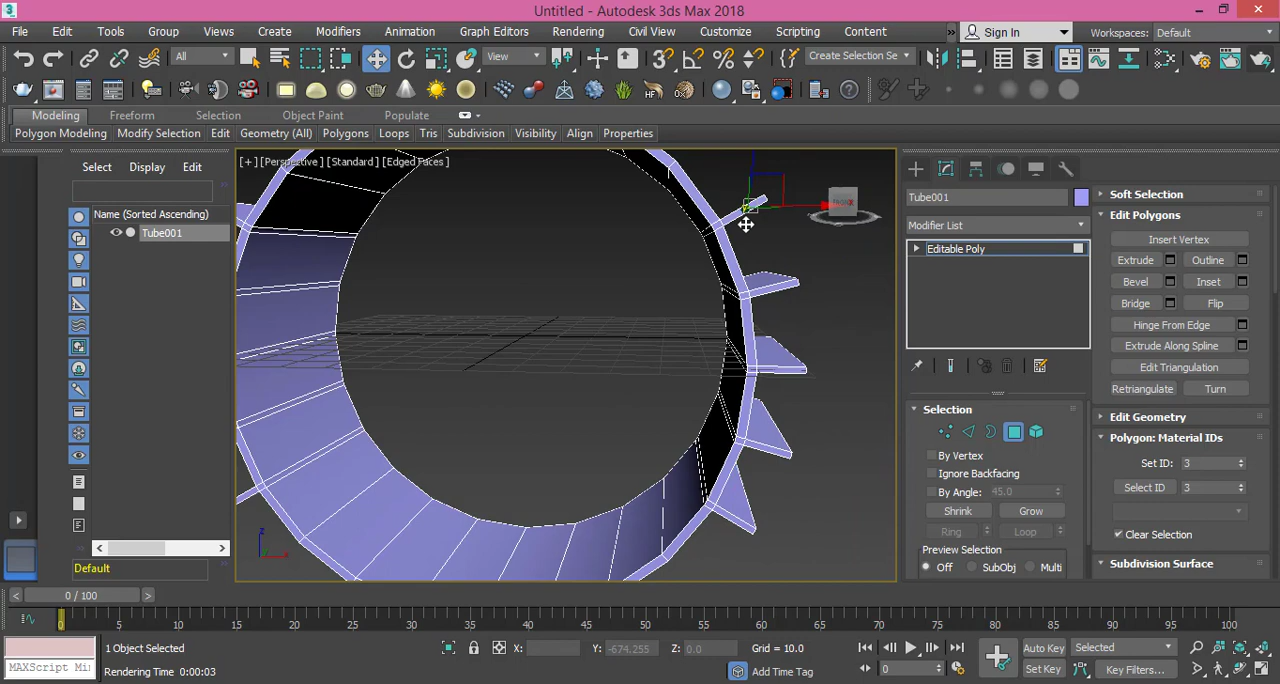 Untitled - Autodesk 3ds Max 2018
File Edit Tools Group Views Create Modifiers Animation Graph Editors Rendering Civil View Customize Scripting Content Sign In Workspaces: Default
All View Create Selection Se
Modeling Freeform Selection Object Paint Populate
Polygon Modeling Modify Selection Edit Geometry (All) Polygons Loops Tris Subdivision Visibility Align Properties
Select Display Edit
[+] [Perspective] [Standard] [Edged Faces]
Name (Sorted Ascending)
Tube001
Default
Tube001
Modifier List
Editable Poly
Selection
By Vertex
Ignore Backfacing
By Angle: 45.0
Shrink Grow
Ring Loop
Preview Selection
Off SubObj Multi
Soft Selection
Edit Polygons
Insert Vertex
Extrude Outline
Bevel Inset
Bridge Flip
Hinge From Edge
Extrude Along Spline
Edit Triangulation
Retriangulate Turn
Edit Geometry
Polygon: Material IDs
Set ID: 3
Select ID 3
Clear Selection
Subdivision Surface
0 / 100
0 5 10 15 20 25 30 35 40 45 50 55 60 65 70 75 80 85 90 95 100
1 Object Selected X: Y: -674.255 Z: 0.0 Grid = 10.0 Auto Key Selected
MAXScript Mi: Rendering Time 0:00:03 Add Time Tag 0 Set Key Key Filters...